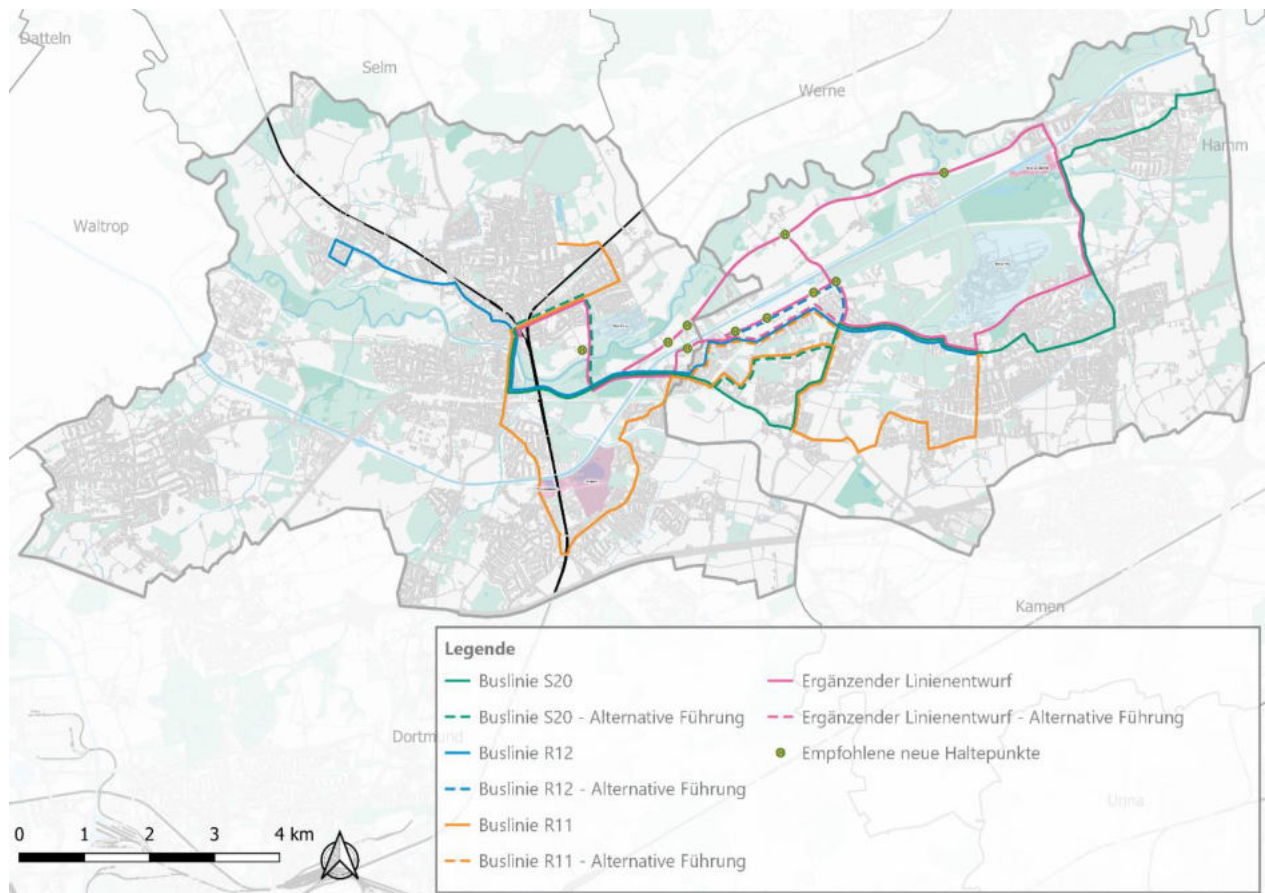 Datteln
Selm
Werne
Hamm
Waltrop
Kamen
Dortmund
Unna
Legende
Buslinie S20
Buslinie S20 - Alternative Führung
Buslinie R12
Buslinie R12 - Alternative Führung
Buslinie R11
Buslinie R11 - Alternative Führung
Ergänzender Linienentwurf
Ergänzender Linienentwurf - Alternative Führung
Empfohlene neue Haltepunkte
0 1 2 3 4 km